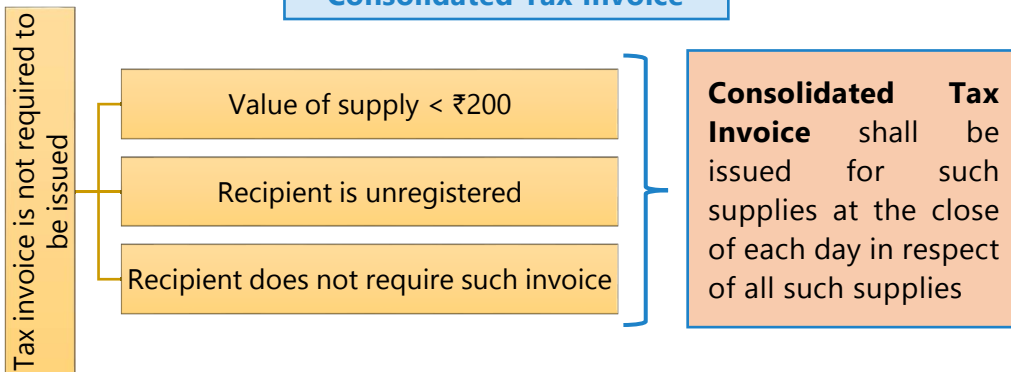 Consolidated Tax Invoice
Tax invoice is not required to
be issued
Value of supply < ₹200
Recipient is unregistered
Recipient does not require such invoice
Consolidated Tax
Invoice shall be
issued for such
supplies at the close
of each day in respect
of all such supplies